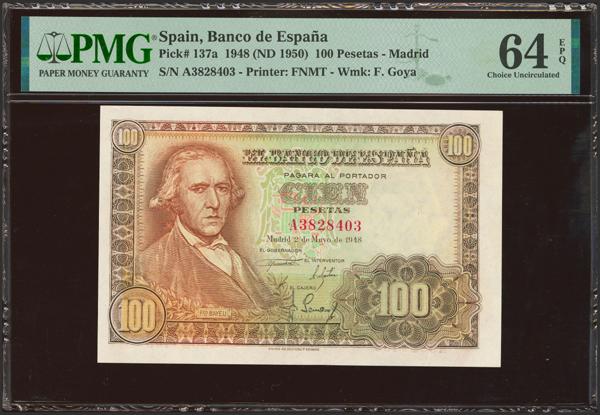 PMG®
PAPER MONEY GUARANTY
Spain, Banco de España
Pick# 137a 1948 (ND 1950) 100 Pesetas - Madrid
S/N A3828403 - Printer: FNMT - Wmk: F. Goya
64 EPQ
Choice Uncirculated
100
100
EL BANCO DE ESPAÑA
PAGARA AL PORTADOR
CIEN
PESETAS
A3828403
Madrid 2 de Mayo de 1948
EL GOBERNADOR
EL INTERVENTOR
EL CAJERO
100
100
FCO BAYEU